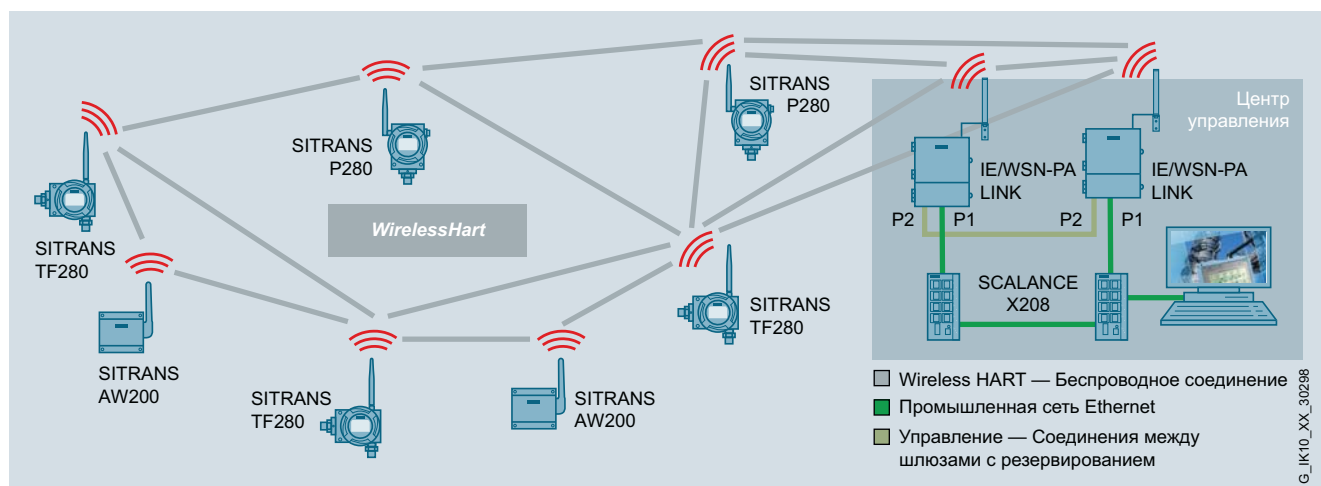 SITRANS
P280
Центр
управления
SITRANS
P280
IE/WSN-PA
LINK
IE/WSN-PA
LINK
WirelessHart
P2
P1
P2
P1
SITRANS
TF280
SCALANCE
X208
SITRANS
TF280
SITRANS
AW200
SITRANS
TF280
SITRANS
AW200
Wireless HART — Беспроводное соединение
Промышленная сеть Ethernet
Управление — Соединения между
шлюзами с резервированием
G_IK10_XX_30298